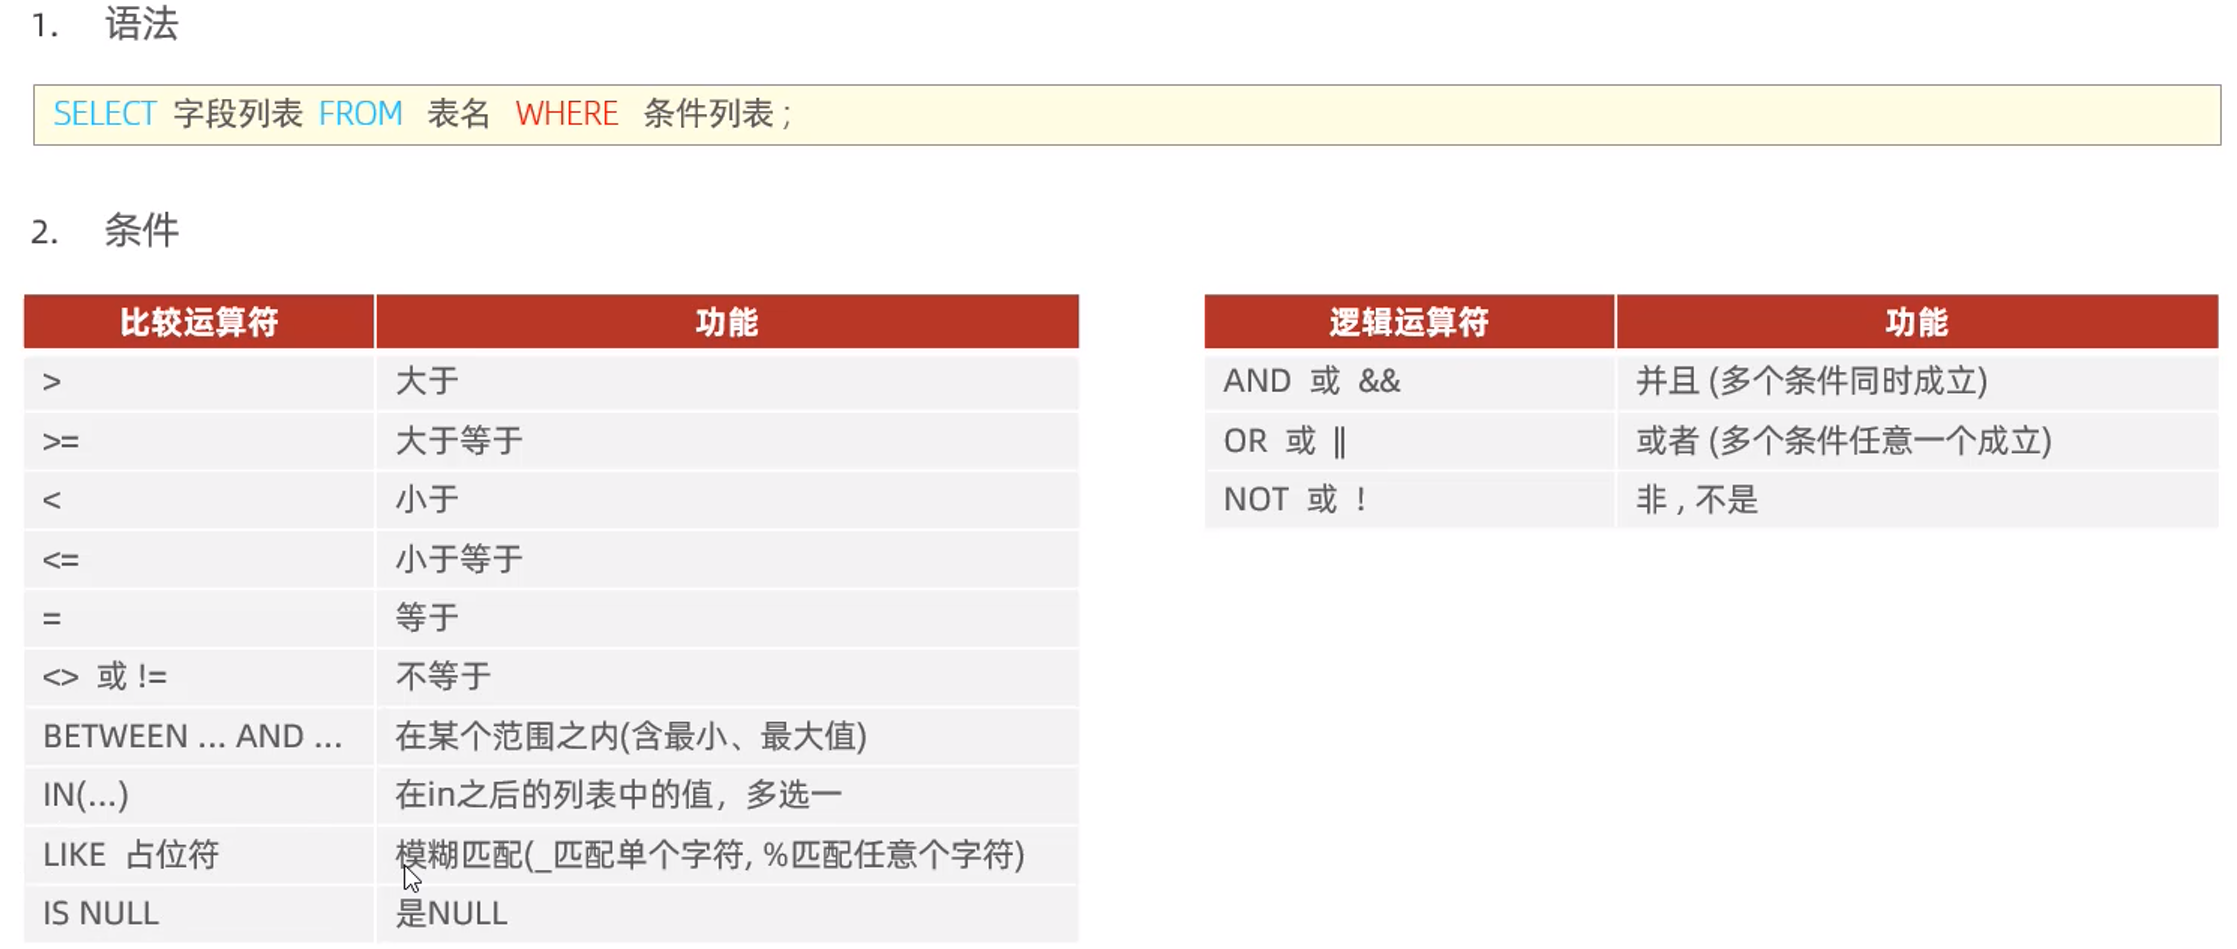 1. 语法
SELECT 字段列表 FROM 表名 WHERE 条件列表 ;
2. 条件
比较运算符 功能
> 大于
>= 大于等于
< 小于
<= 小于等于
= 等于
<> 或 != 不等于
BETWEEN ... AND ... 在某个范围之内(含最小、最大值)
IN(...) 在in之后的列表中的值，多选一
LIKE 占位符 模糊匹配(_匹配单个字符, %匹配任意个字符)
IS NULL 是NULL
逻辑运算符 功能
AND 或 && 并且 (多个条件同时成立)
OR 或 || 或者 (多个条件任意一个成立)
NOT 或 ! 非 , 不是